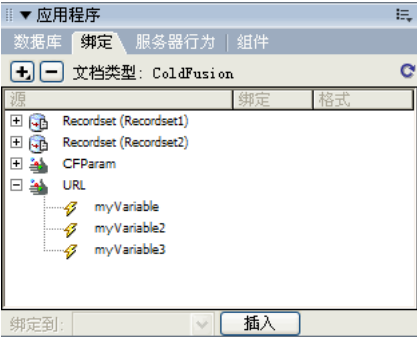 应用程序
数据库 绑定 服务器行为 组件
文档类型: ColdFusion
源 绑定 格式
Recordset (Recordset1)
Recordset (Recordset2)
CFParam
URL
myVariable
myVariable2
myVariable3
绑定到: 插入